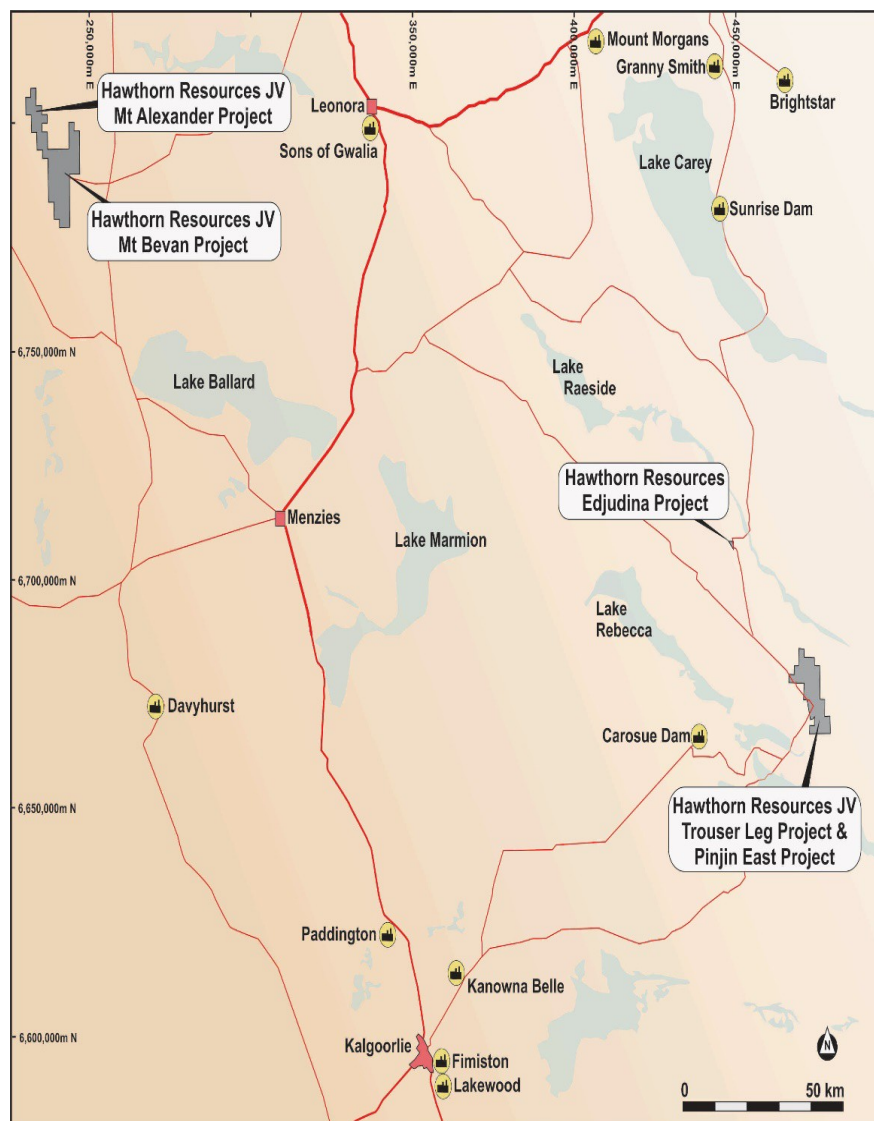 250,000m E
350,000m E
400,000m E
450,000m E
Mount Morgans
Granny Smith
Brightstar
Hawthorn Resources JV
Mt Alexander Project
Leonora
Sons of Gwalia
Lake Carey
Hawthorn Resources JV
Mt Bevan Project
Sunrise Dam
6,750,000m N
Lake Ballard
Lake
Raeside
Hawthorn Resources
Edjudina Project
Menzies
Lake Marmion
6,700,000m N
Lake
Rebecca
Davyhurst
Carosue Dam
6,650,000m N
Hawthorn Resources JV
Trouser Leg Project &
Pinjin East Project
Paddington
Kanowna Belle
6,600,000m N
Kalgoorlie
N
Fimiston
Lakewood
0 50 km